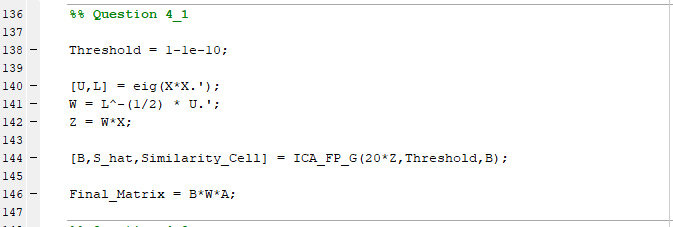 136 %% Question 4_1
137
138 – Threshold = 1-1e-10;
139
140 – [U,L] = eig(X*X.');
141 – W = L^-(1/2) * U.';
142 – Z = W*X;
143
144 – [B,S_hat,Similarity_Cell] = ICA_FP_G(20*Z,Threshold,B);
145
146 – Final_Matrix = B*W*A;
147